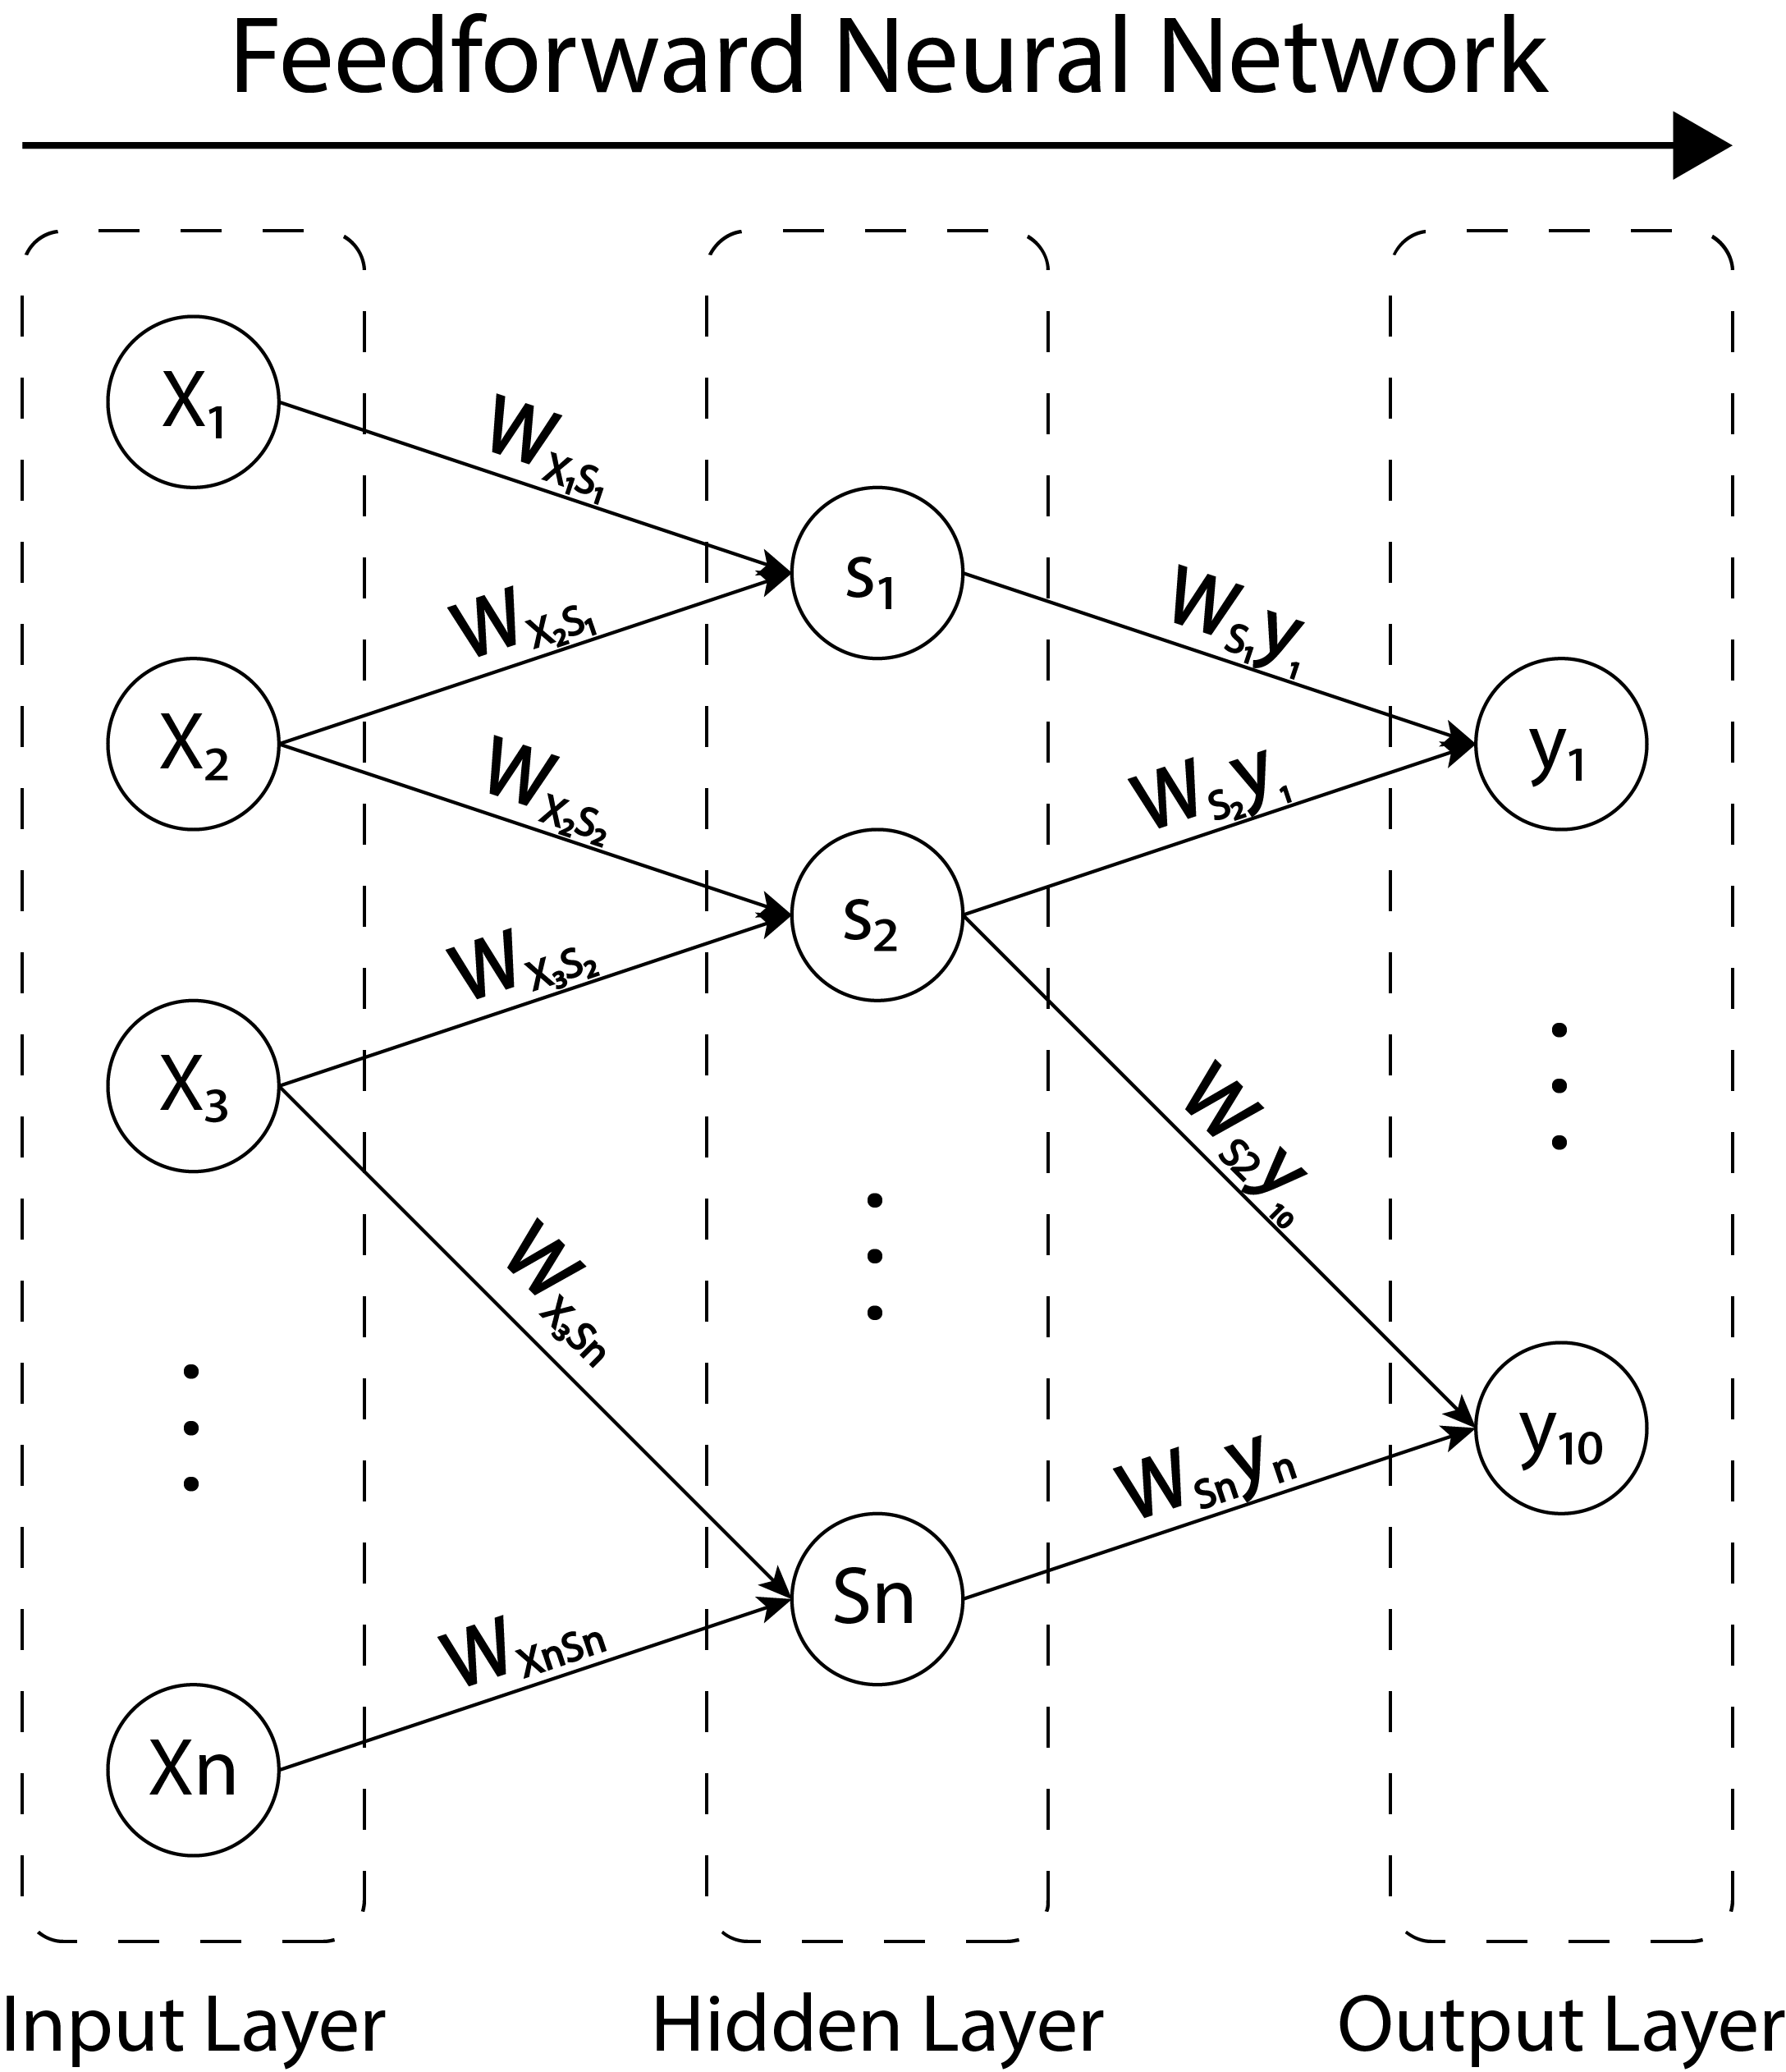 Feedforward Neural Network
X₁
Wx₁s₁
s₁
Wx₂s₁
Ws₁y₁
X₂
Wx₂s₂
y₁
Ws₂y₁
s₂
Wx₃s₂
X₃
Ws2y₁₀
Wx₃sn
y₁₀
Wsnyn
Sn
WxnSn
Xn
Input Layer
Hidden Layer
Output Layer